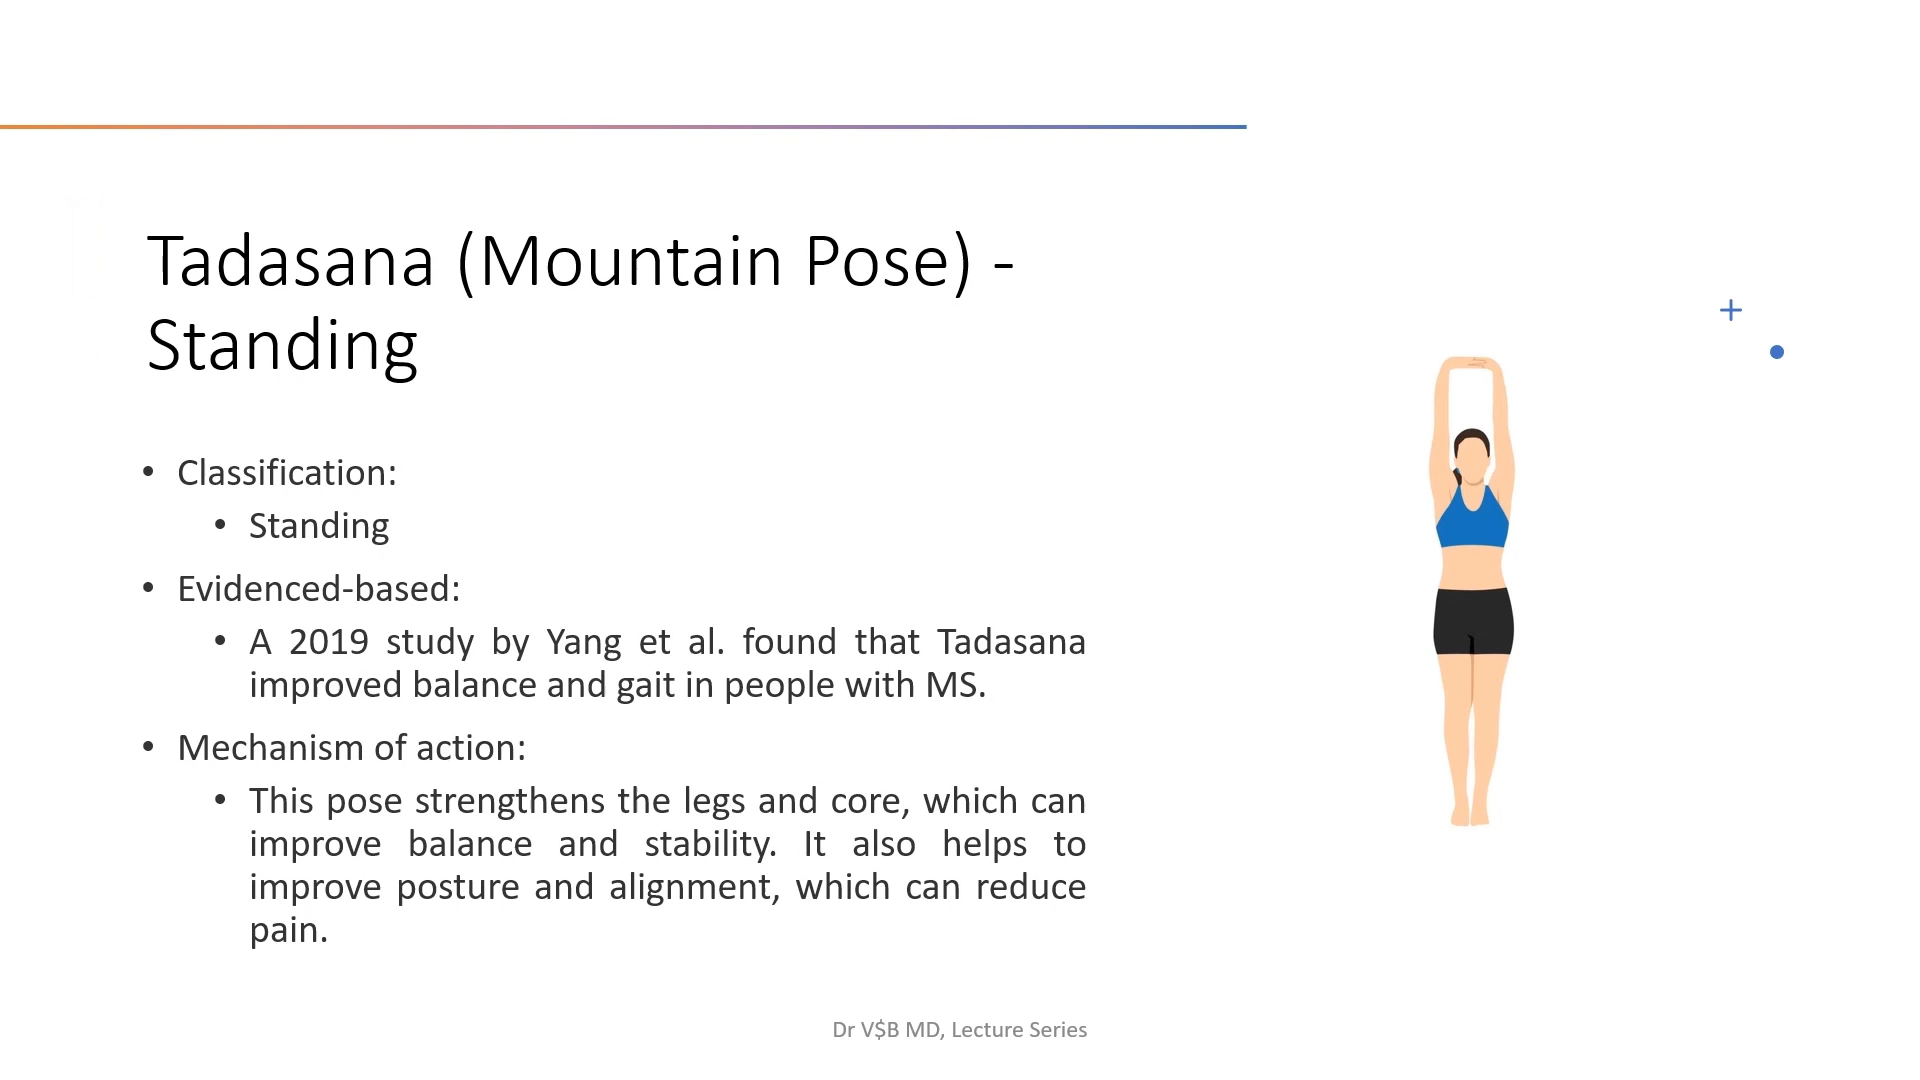 Tadasana (Mountain Pose) -
Standing
• Classification:
• Standing
• Evidenced-based:
• A 2019 study by Yang et al. found that Tadasana
improved balance and gait in people with MS.
• Mechanism of action:
• This pose strengthens the legs and core, which can
improve balance and stability. It also helps to
improve posture and alignment, which can reduce
pain.
Dr V$B MD, Lecture Series